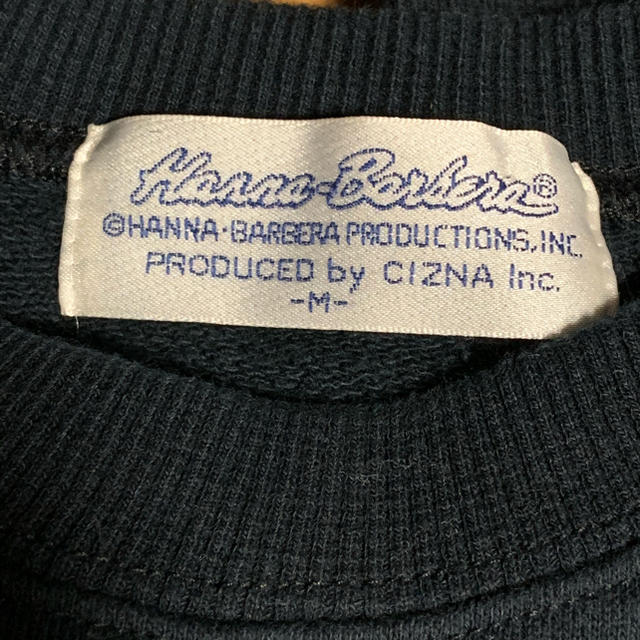 Hanna-Barbera®
©HANNA-BARBERA PRODUCTIONS, INC.
PRODUCED by CIZNA Inc.
-M-